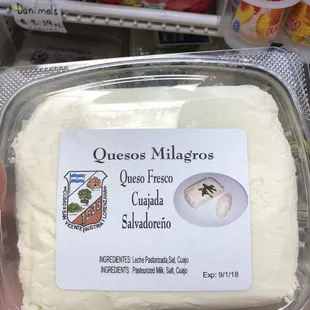 Danimals
Quesos Milagros
Queso Fresco
Cuajada
Salvadoreño
INGREDIENTES: Leche Pastorizada, Sal, Cuajo
INGREDIENTS: Pasteurized Milk, Salt, Cuajo
Exp: 9/1/18